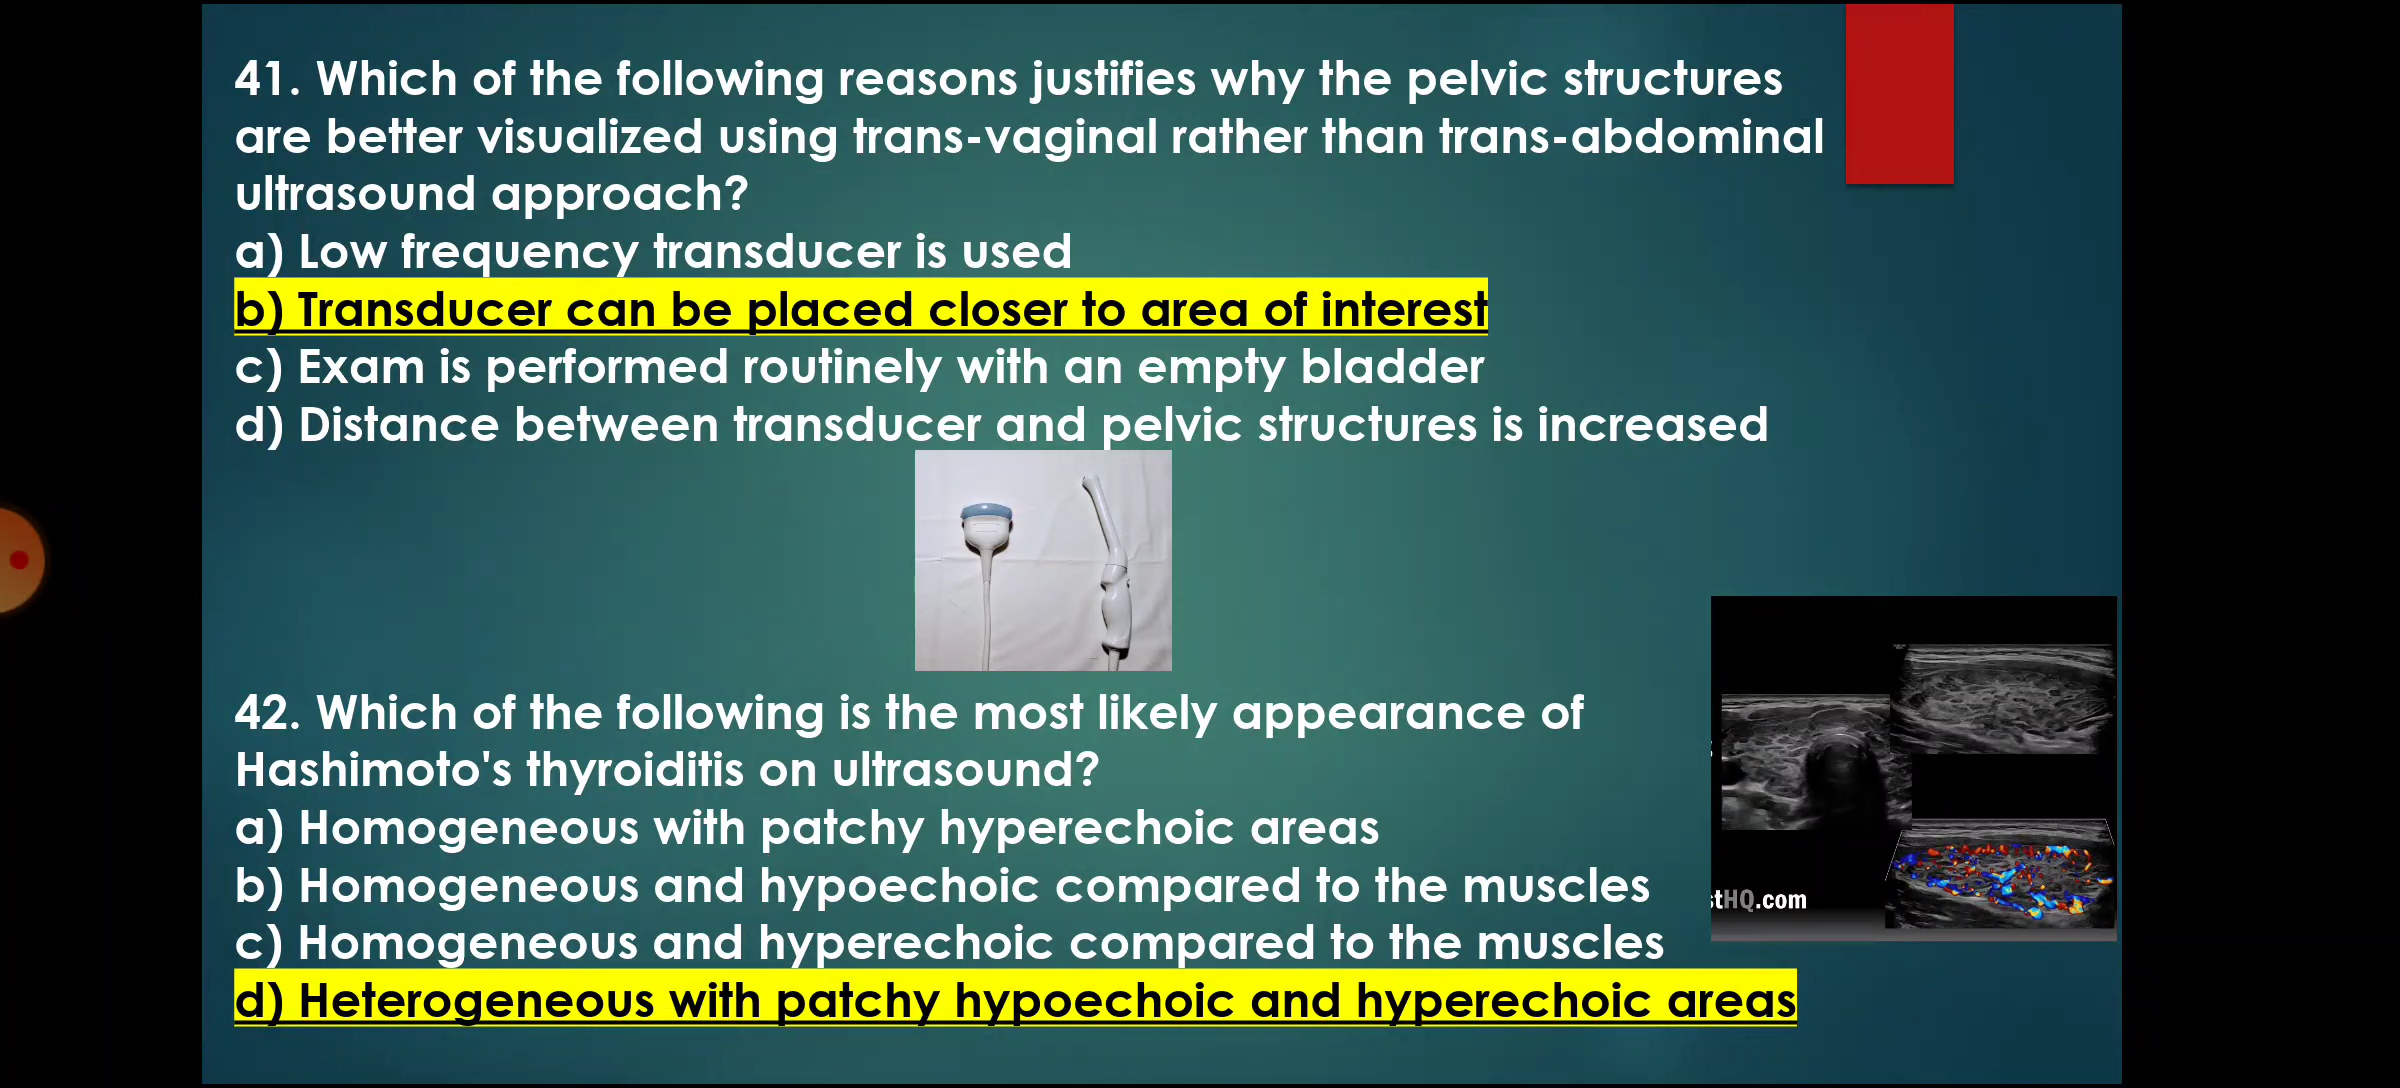 41. Which of the following reasons justifies why the pelvic structures
are better visualized using trans-vaginal rather than trans-abdominal
ultrasound approach?
a) Low frequency transducer is used
b) Transducer can be placed closer to area of interest
c) Exam is performed routinely with an empty bladder
d) Distance between transducer and pelvic structures is increased
42. Which of the following is the most likely appearance of
Hashimoto's thyroiditis on ultrasound?
a) Homogeneous with patchy hyperechoic areas
b) Homogeneous and hypoechoic compared to the muscles
c) Homogeneous and hyperechoic compared to the muscles
stHQ.com
d) Heterogeneous with patchy hypoechoic and hyperechoic areas